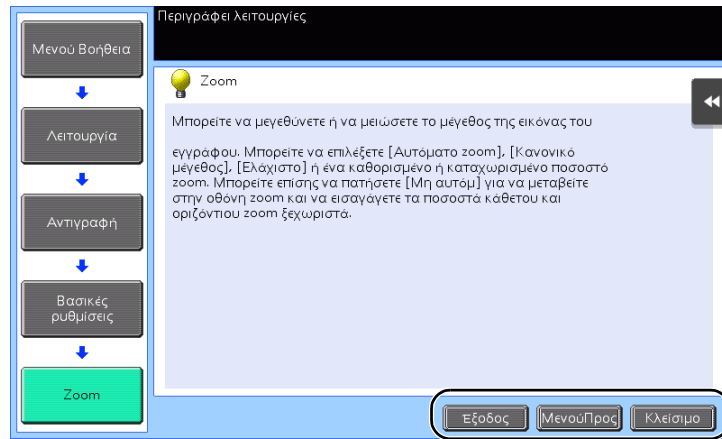 Περιγράφει λειτουργίες
Μενού Βοήθεια
Λειτουργία
Αντιγραφή
Βασικές
ρυθμίσεις
Zoom
Zoom
Μπορείτε να μεγεθύνετε ή να μειώσετε το μέγεθος της εικόνας του
εγγράφου. Μπορείτε να επιλέξετε [Αυτόματο zoom], [Κανονικό
μέγεθος], [Ελάχιστο] ή ένα καθορισμένο ή καταχωρισμένο ποσοστό
zoom. Μπορείτε επίσης να πατήσετε [Μη αυτόμ] για να μεταβείτε
στην οθόνη zoom και να εισαγάγετε τα ποσοστά κάθετου και
οριζόντιου zoom ξεχωριστά.
Έξοδος
ΜενούΠρος
Κλείσιμο